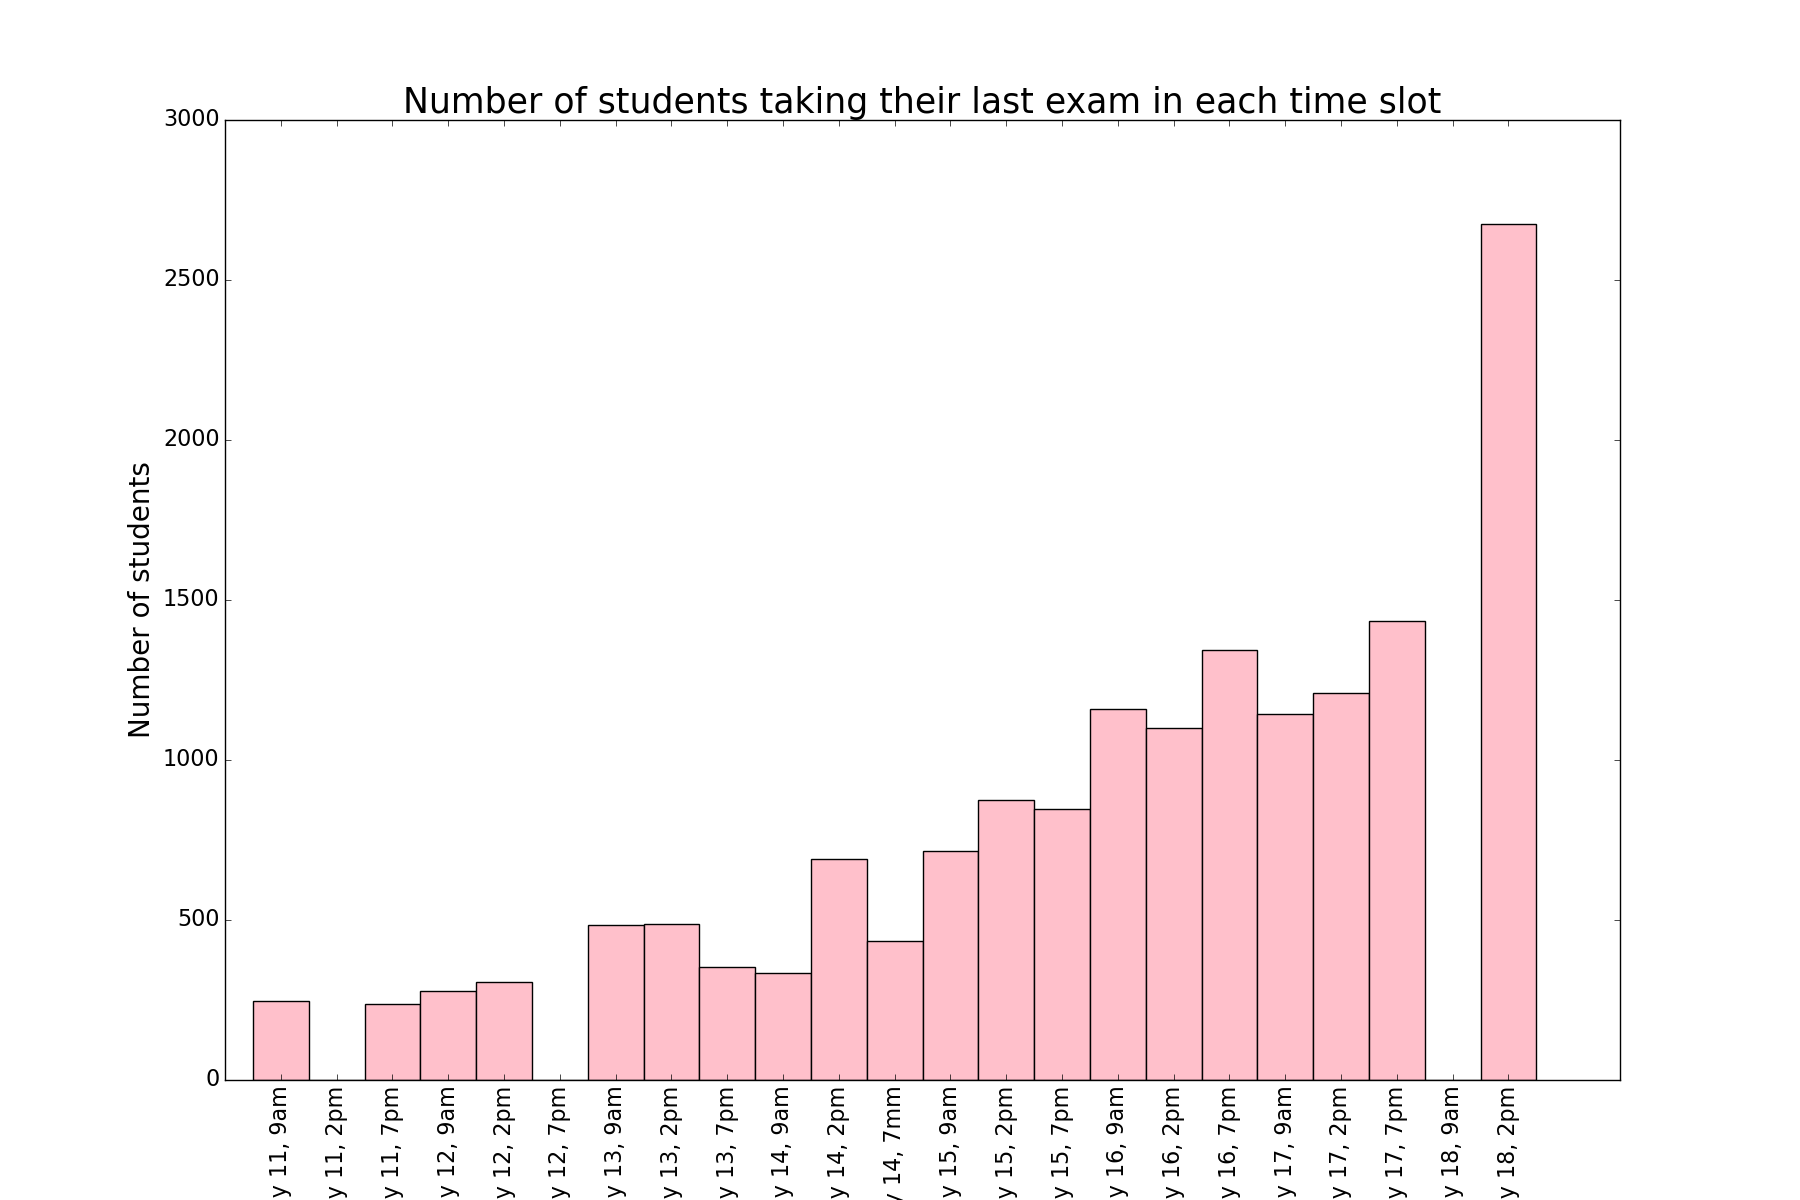 Number of students taking their last exam in each time slot
Number of students
3000
2500
2000
1500
1000
500
0
y 11, 9am
y 11, 2pm
y 11, 7pm
y 12, 9am
y 12, 2pm
y 12, 7pm
y 13, 9am
y 13, 2pm
y 13, 7pm
y 14, 9am
y 14, 2pm
y 14, 7mm
y 15, 9am
y 15, 2pm
y 15, 7pm
y 16, 9am
y 16, 2pm
y 16, 7pm
y 17, 9am
y 17, 2pm
y 17, 7pm
y 18, 9am
y 18, 2pm